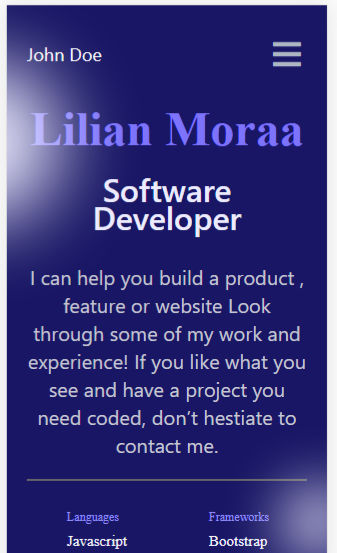 John Doe
Lilian Moraa
Software
Developer
I can help you build a product ,
feature or website Look
through some of my work and
experience! If you like what you
see and have a project you
need coded, don’t hestiate to
contact me.
Languages
Frameworks
Javascript
Bootstrap